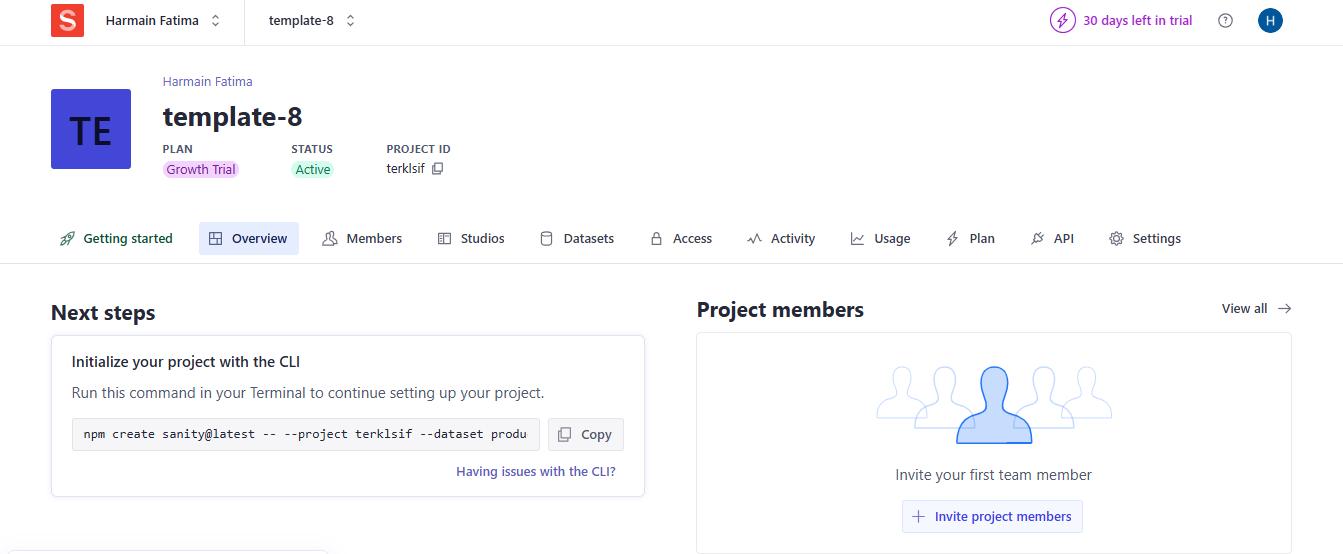 S Harmain Fatima template-8 30 days left in trial ? H
Harmain Fatima
TE
template-8
PLAN STATUS PROJECT ID
Growth Trial Active terklsif
Getting started Overview Members Studios Datasets Access Activity Usage Plan API Settings
Next steps
Project members View all →
Initialize your project with the CLI
Run this command in your Terminal to continue setting up your project.
npm create sanity@latest -- --project terklsif --dataset produ Copy
Having issues with the CLI?
Invite your first team member
+ Invite project members